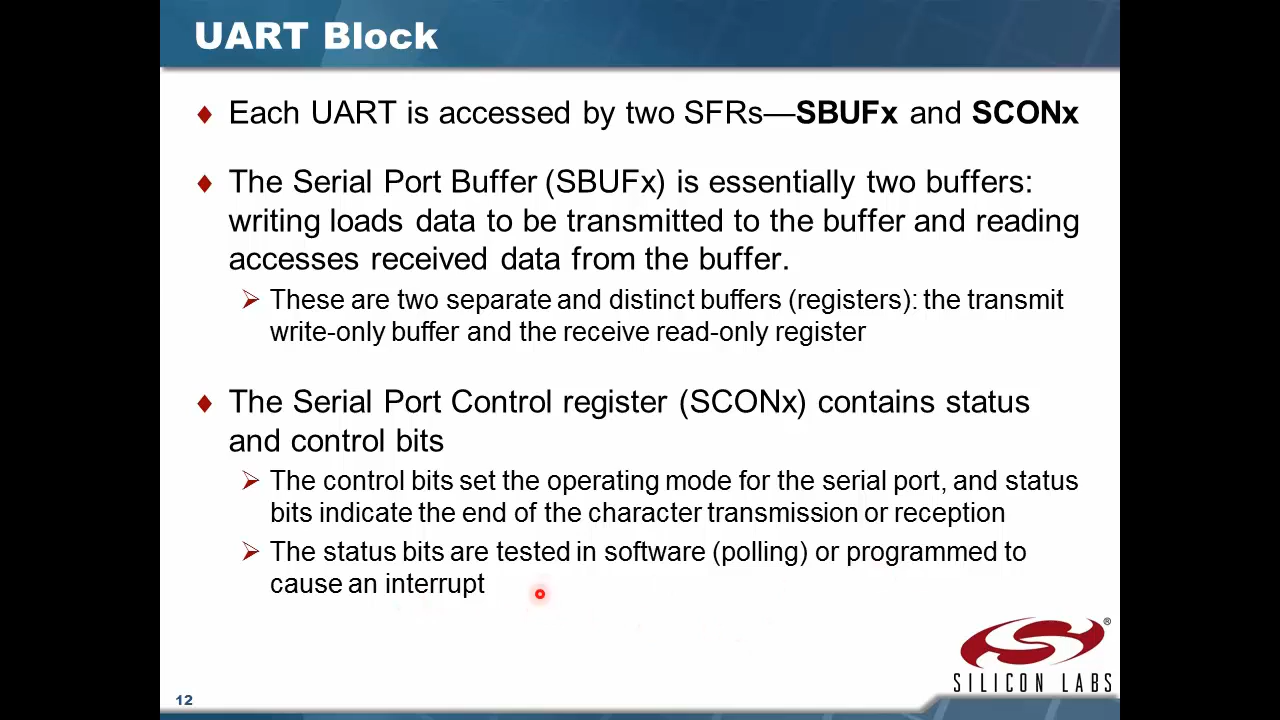 UART Block
Each UART is accessed by two SFRs—SBUFx and SCONx
The Serial Port Buffer (SBUFx) is essentially two buffers:
writing loads data to be transmitted to the buffer and reading
accesses received data from the buffer.
These are two separate and distinct buffers (registers): the transmit
write-only buffer and the receive read-only register
The Serial Port Control register (SCONx) contains status
and control bits
The control bits set the operating mode for the serial port, and status
bits indicate the end of the character transmission or reception
The status bits are tested in software (polling) or programmed to
cause an interrupt
®
SILICON LABS
12